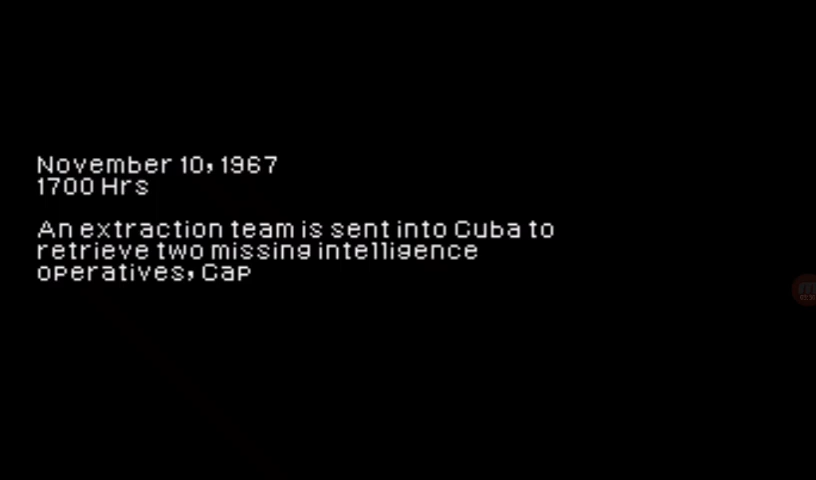 November 10, 1967
1700 Hrs
An extraction team is sent into Cuba to
retrieve two missing intelligence
operatives, Cap